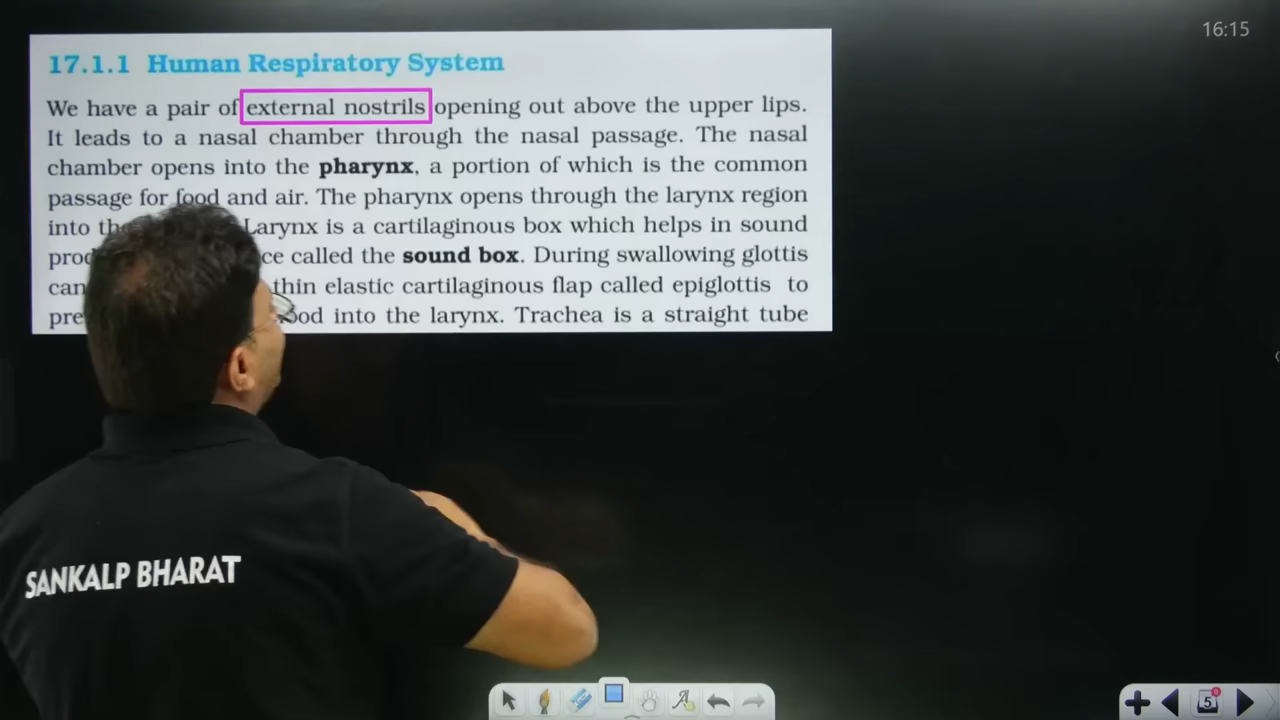 16:15
17.1.1 Human Respiratory System
We have a pair of external nostrils opening out above the upper lips.
It leads to a nasal chamber through the nasal passage. The nasal
chamber opens into the pharynx, a portion of which is the common
passage for food and air. The pharynx opens through the larynx region
into Larynx is a cartilaginous box which helps in sound
called the sound box. During swallowing glottis
can thin elastic cartilaginous flap called epiglottis to
into the larynx. Trachea is a straight tube
SANKALP BHARAT
5